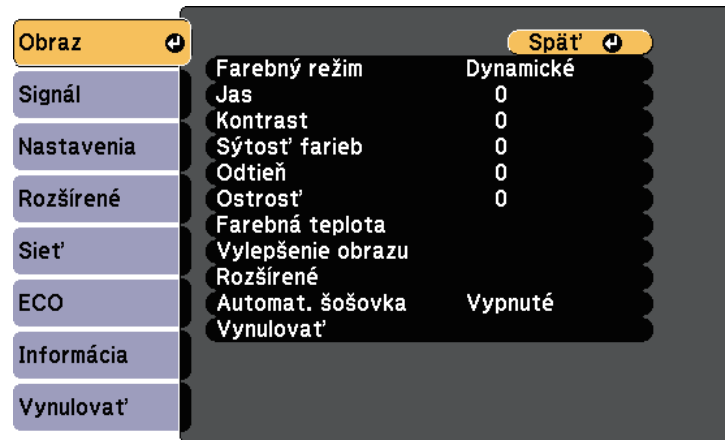 Obraz
Signál
Nastavenia
Rozšírené
Sieť
ECO
Informácia
Vynulovať
Späť
Farebný režim Dynamické
Jas 0
Kontrast 0
Sýtosť farieb 0
Odtieň 0
Ostrosť 0
Farebná teplota
Vylepšenie obrazu
Rozšírené
Automat. šošovka Vypnuté
Vynulovať